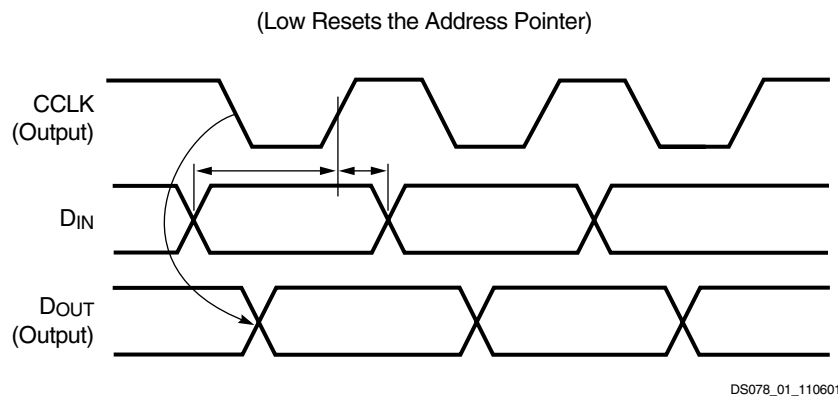 (Low Resets the Address Pointer)
CCLK
(Output)
DIN
DOUT
(Output)
DS078_01_110601